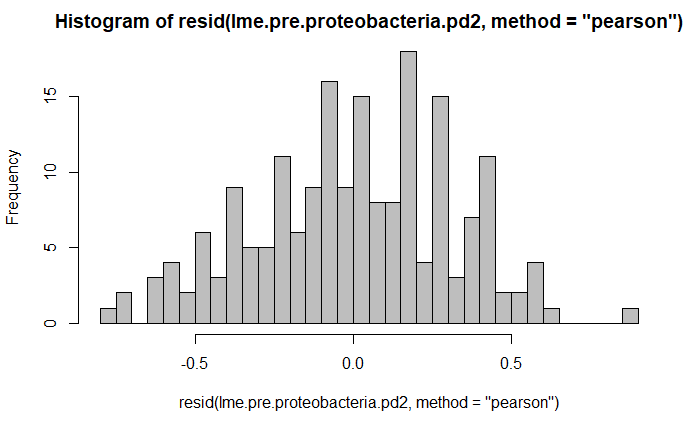 Histogram of resid(lme.pre.proteobacteria.pd2, method = "pearson")
Frequency
15
10
5
0
-0.5 0.0 0.5
resid(lme.pre.proteobacteria.pd2, method = "pearson")